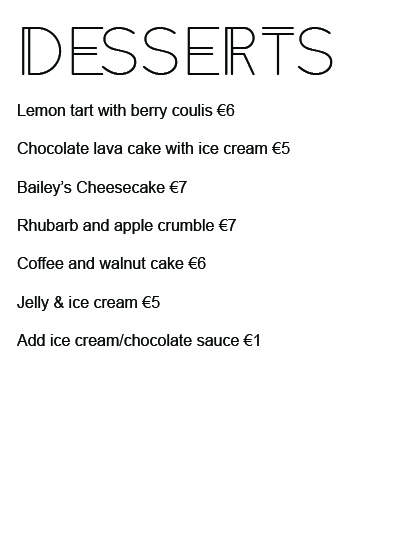 DESSERTS
Lemon tart with berry coulis €6
Chocolate lava cake with ice cream €5
Bailey’s Cheesecake €7
Rhubarb and apple crumble €7
Coffee and walnut cake €6
Jelly & ice cream €5
Add ice cream/chocolate sauce €1